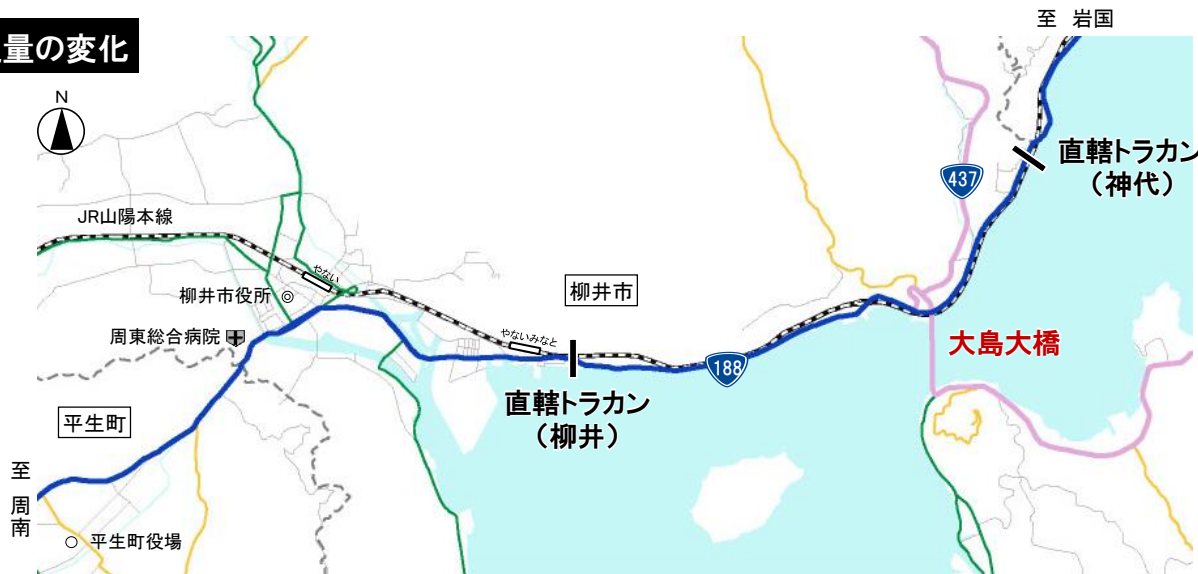 至 岩国
量の変化
N
直轄トラカン
(神代)
437
JR山陽本線
やない
柳井市役所
柳井市
周東総合病院
やないみなと
大島大橋
188
直轄トラカン
(柳井)
平生町
至
周南
平生町役場